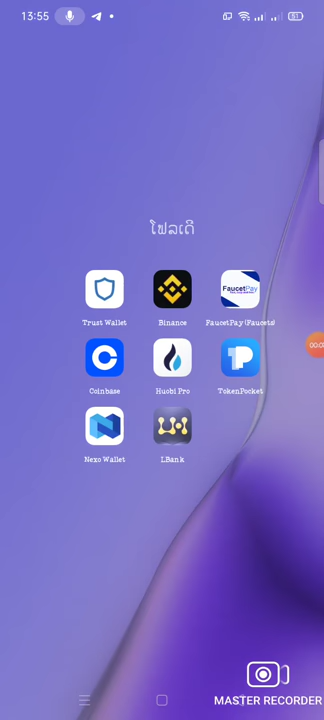 13:55
51
ໂຟລເດີ
Trust Wallet
Binance
FaucetPay
FaucetPay (Faucets)
Coinbase
Huobi Pro
TokenPocket
Nexo Wallet
LBank
MASTER RECORDER